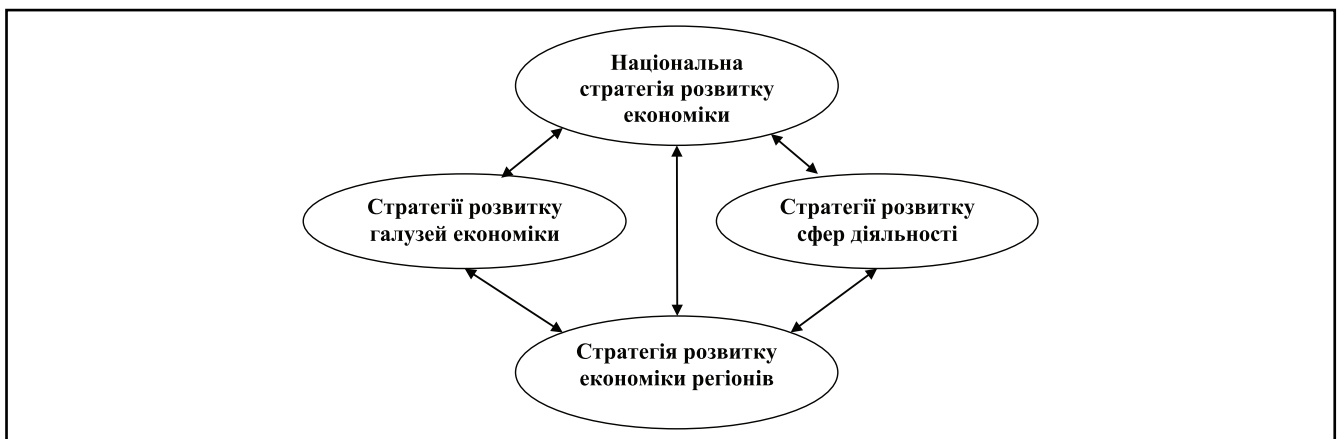 Національна
стратегія розвитку
економіки
Стратегії розвитку
галузей економіки
Стратегії розвитку
сфер діяльності
Стратегія розвитку
економіки регіонів